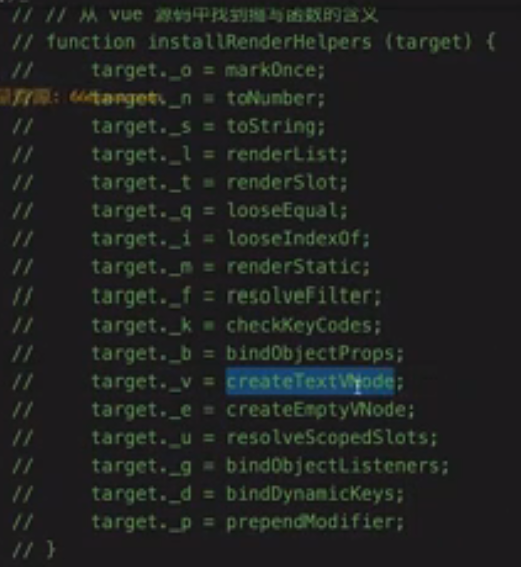 // // 从 vue 源码中找到缩写函数的含义
// function installRenderHelpers (target) {
//     target._o = markOnce;
//     target._n = toNumber;
//     target._s = toString;
//     target._l = renderList;
//     target._t = renderSlot;
//     target._q = looseEqual;
//     target._i = looseIndexOf;
//     target._m = renderStatic;
//     target._f = resolveFilter;
//     target._k = checkKeyCodes;
//     target._b = bindObjectProps;
//     target._v = createTextVNode;
//     target._e = createEmptyVNode;
//     target._u = resolveScopedSlots;
//     target._g = bindObjectListeners;
//     target._d = bindDynamicKeys;
//     target._p = prependModifier;
// }